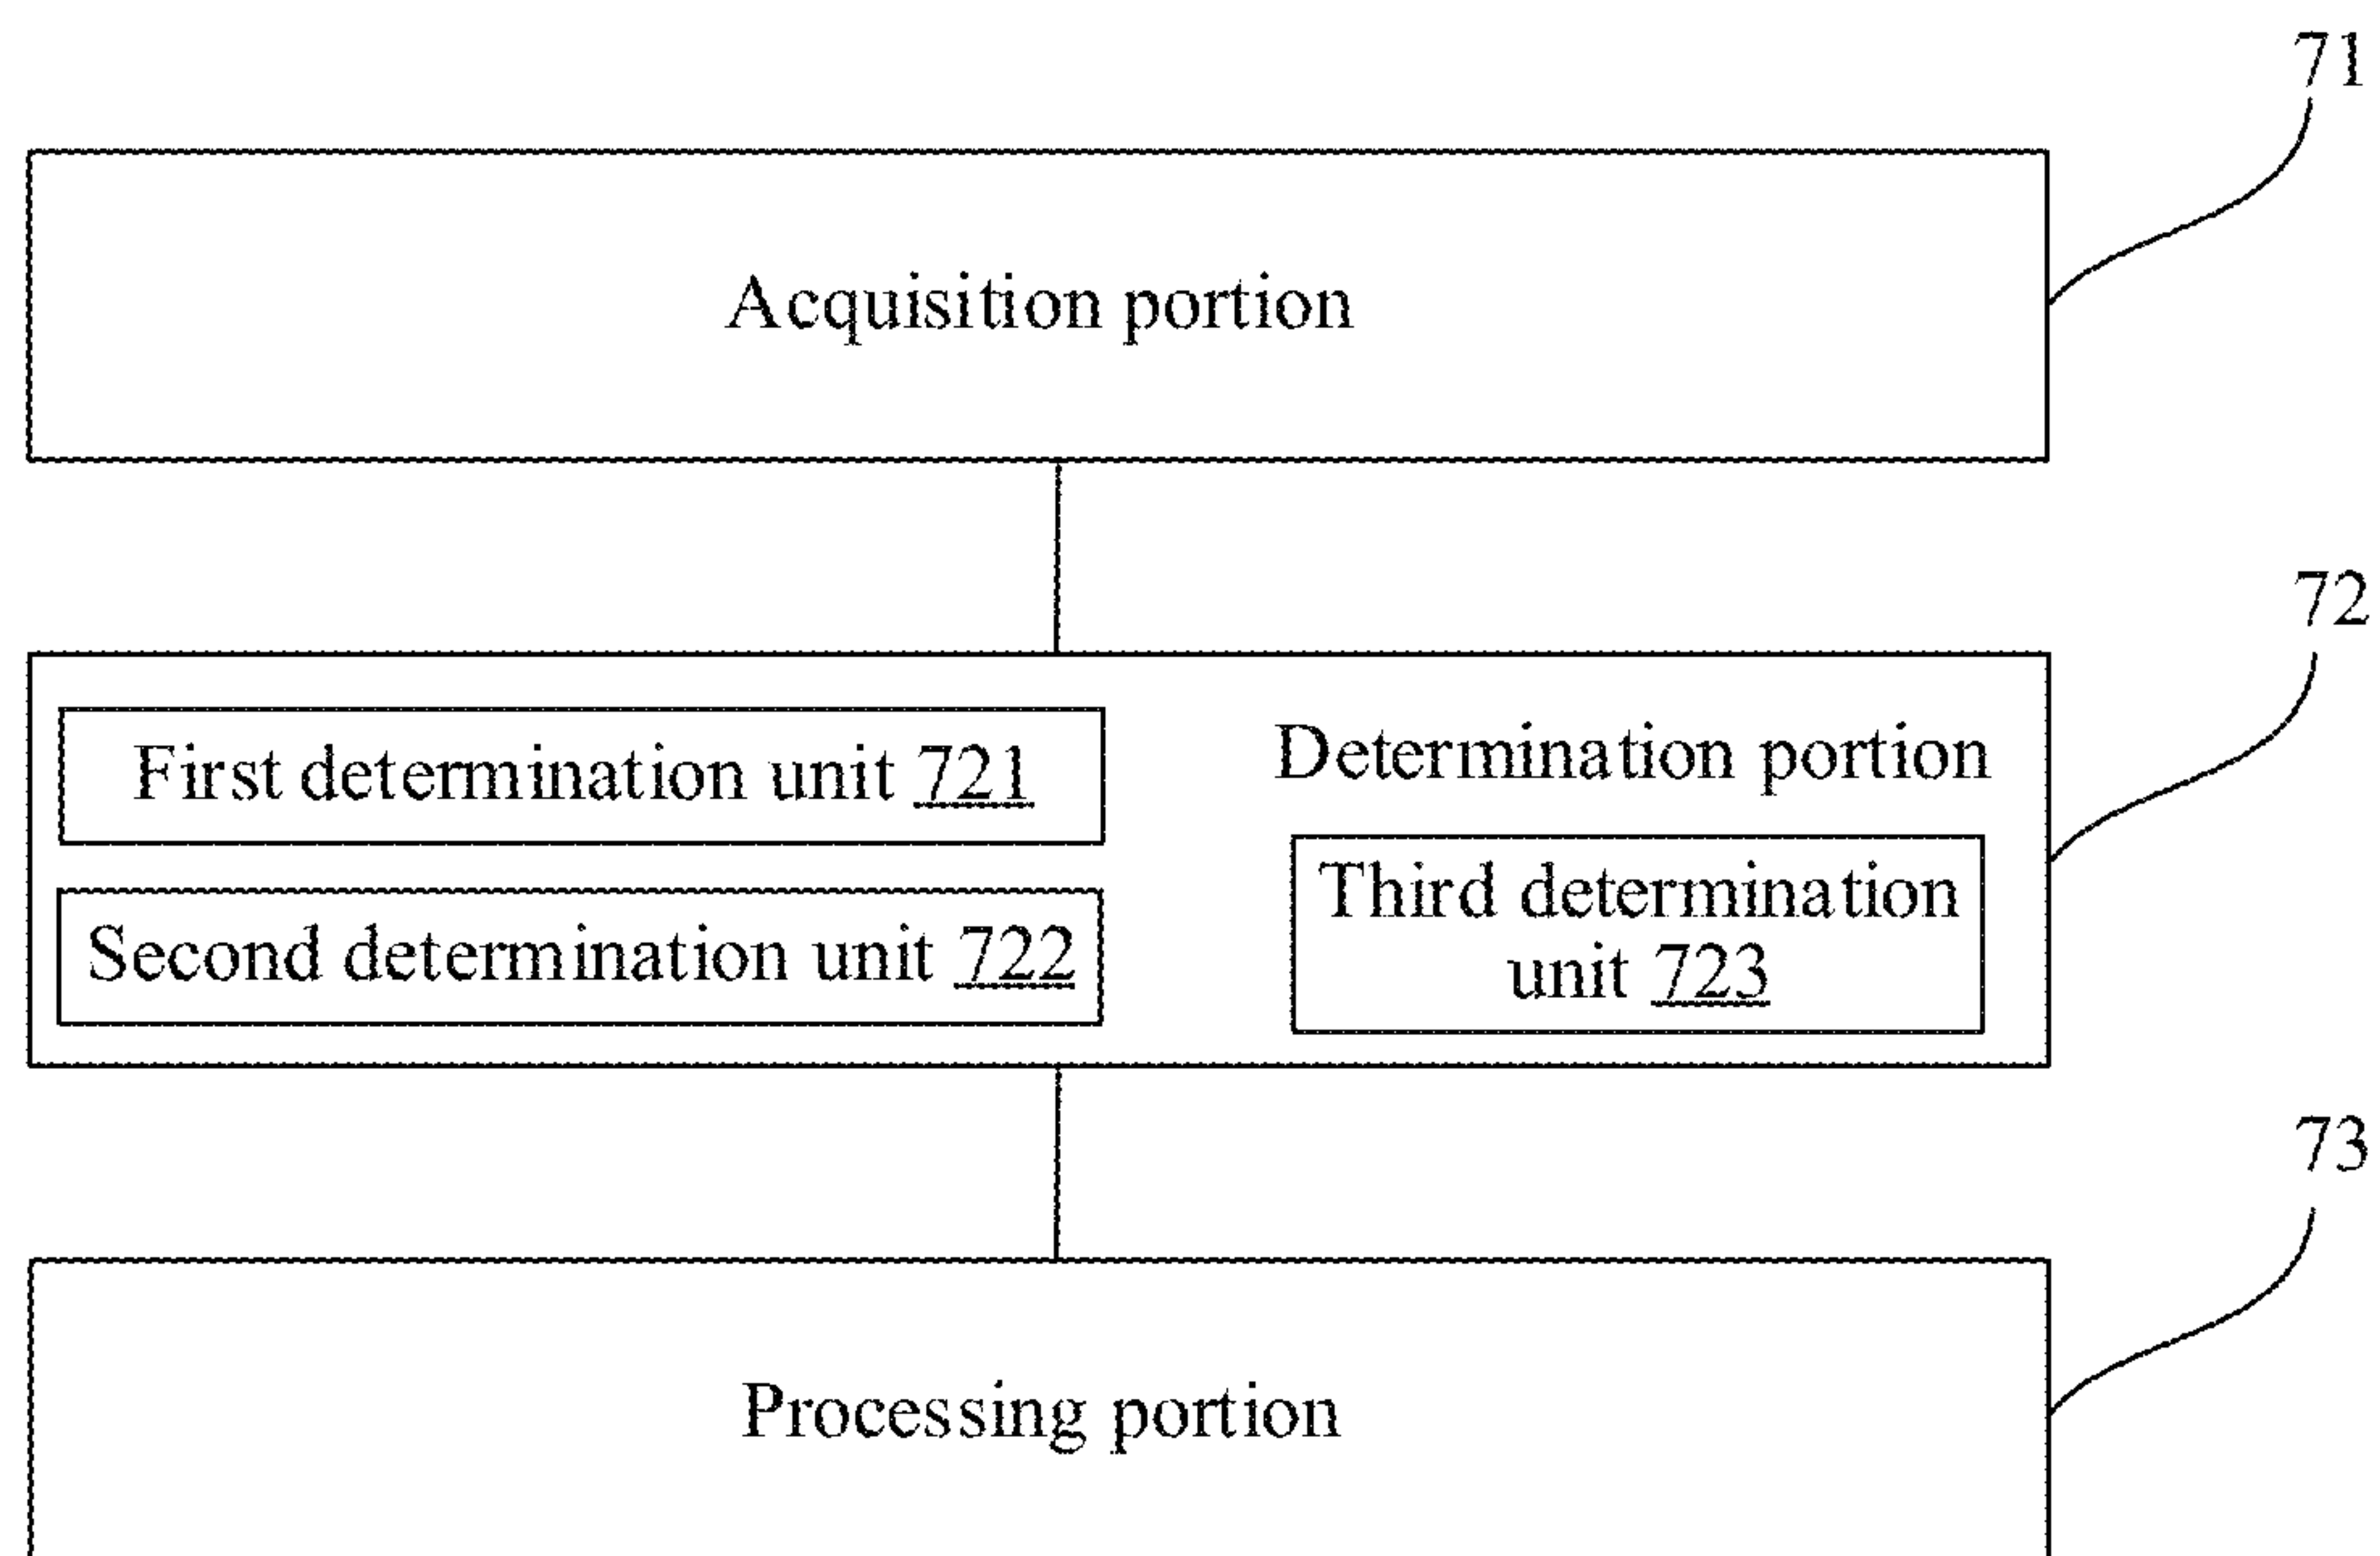 71
Acquisition portion
72
First determination unit 721
Determination portion
Second determination unit 722
Third determination
unit 723
73
Processing portion